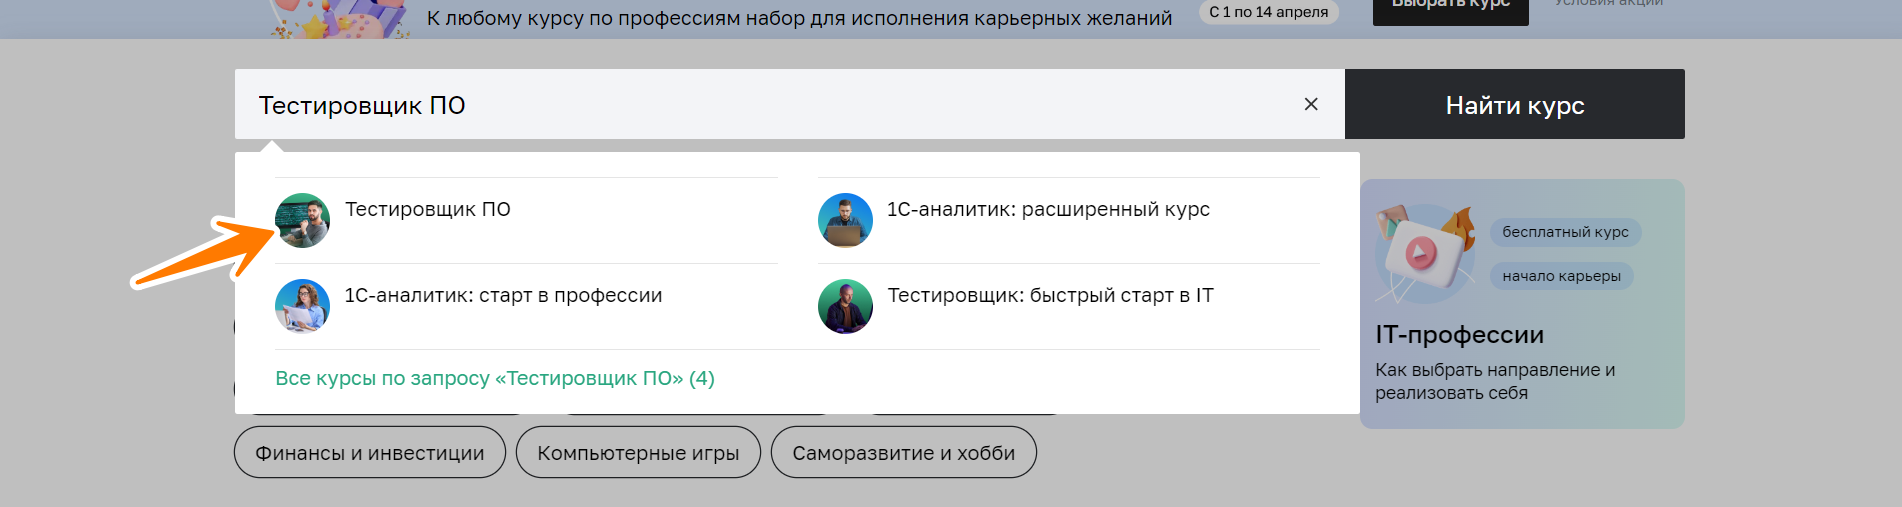 К любому курсу по профессиям набор для исполнения карьерных желаний
С 1 по 14 апреля
Выбрать курс
Условия акции
Тестировщик ПО
Найти курс
Тестировщик ПО
1С-аналитик: расширенный курс
1С-аналитик: старт в профессии
Тестировщик: быстрый старт в IT
Все курсы по запросу «Тестировщик ПО» (4)
бесплатный курс
начало карьеры
IT-профессии
Как выбрать направление и
реализовать себя
Финансы и инвестиции
Компьютерные игры
Саморазвитие и хобби